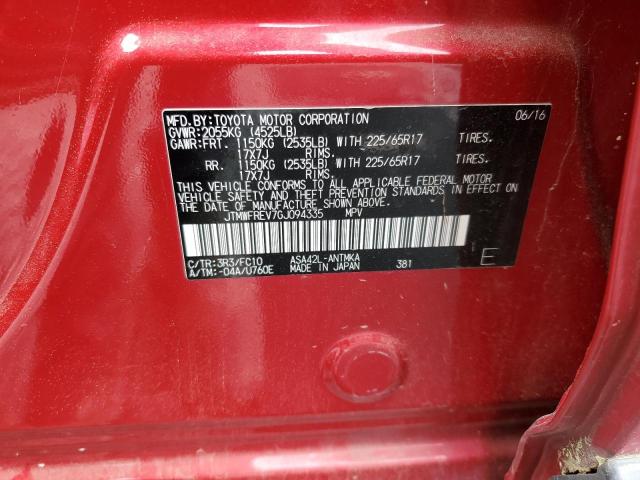 MFD.BY:TOYOTA MOTOR CORPORATION 06/16
GVWR:2055KG (4525LB)
GAWR:FRT. 1150KG (2535LB) WITH 225/65R17 TIRES.
17X7J RIMS.
RR. 1150KG (2535LB) WITH 225/65R17 TIRES.
17X7J RIMS.
THIS VEHICLE CONFORMS TO ALL APPLICABLE FEDERAL MOTOR
VEHICLE SAFETY AND THEFT PREVENTION STANDARDS IN EFFECT ON
THE DATE OF MANUFACTURE SHOWN ABOVE.
JTMWFREV7GJ094335 MPV
C/TR:3R3/FC10 ASA42L-ANTMKA
A/TM:-04A/U760E MADE IN JAPAN 381 E